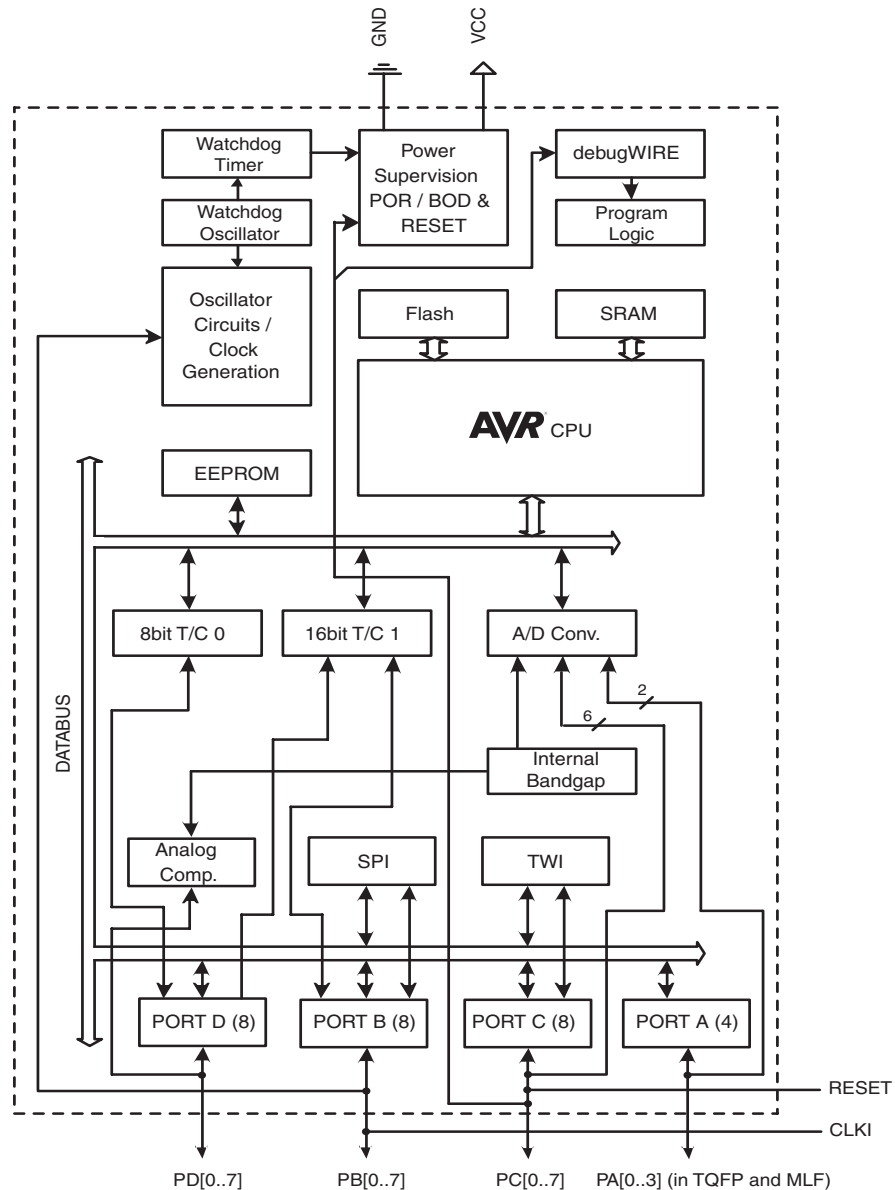 GND
VCC
Watchdog
Timer
Power
Supervision
POR / BOD &
RESET
debugWIRE
Watchdog
Oscillator
Program
Logic
Oscillator
Circuits /
Clock
Generation
Flash
SRAM
AVR CPU
EEPROM
8bit T/C 0
16bit T/C 1
A/D Conv.
DATABUS
2
6
Internal
Bandgap
Analog
Comp.
SPI
TWI
PORT D (8)
PORT B (8)
PORT C (8)
PORT A (4)
RESET
CLKI
PD[0..7]
PB[0..7]
PC[0..7]
PA[0..3] (in TQFP and MLF)